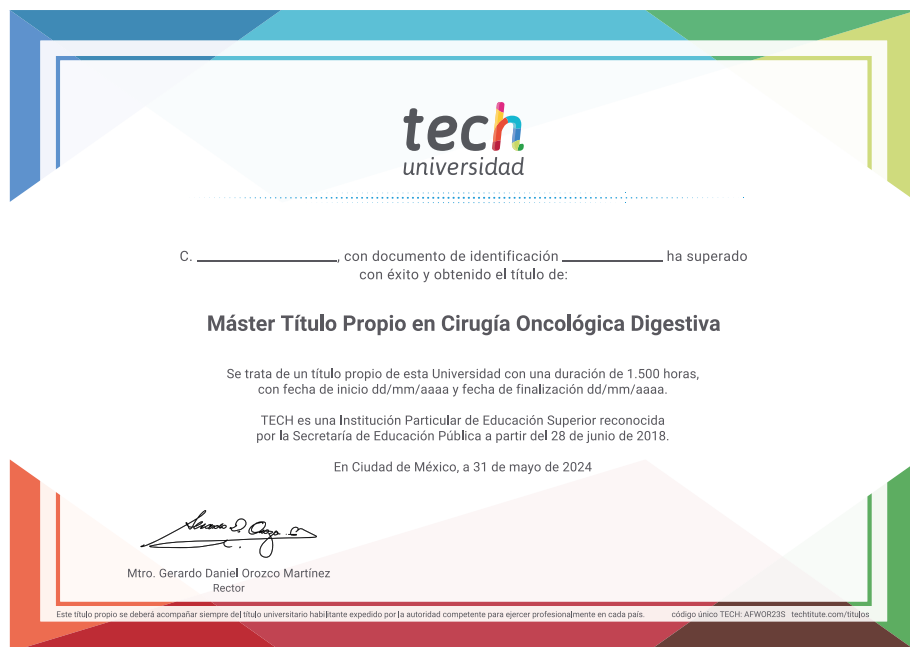 tech
universidad
C. ____________, con documento de identificación ____________ ha superado
con éxito y obtenido el título de:
Máster Título Propio en Cirugía Oncológica Digestiva
Se trata de un título propio de esta Universidad con una duración de 1.500 horas,
con fecha de inicio dd/mm/aaaa y fecha de finalización dd/mm/aaaa.
TECH es una Institución Particular de Educación Superior reconocida
por la Secretaría de Educación Pública a partir del 28 de junio de 2018.
En Ciudad de México, a 31 de mayo de 2024
Mtro. Gerardo Daniel Orozco Martínez
Rector
Este título propio se deberá acompañar siempre del título universitario habilitante expedido por la autoridad competente para ejercer profesionalmente en cada país. código único TECH: AFWOR23S techtitute.com/titulos